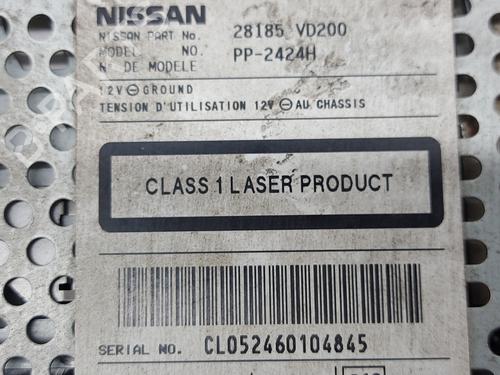 NISSAN
NISSAN PART No. 28185 VD200
MODEL NO. PP-2424H
N° DE MODELE
12V⊖GROUND
TENSION D'UTILISATION 12V⊖AU CHASSIS
CLASS 1 LASER PRODUCT
SERIAL NO. CL052460104845